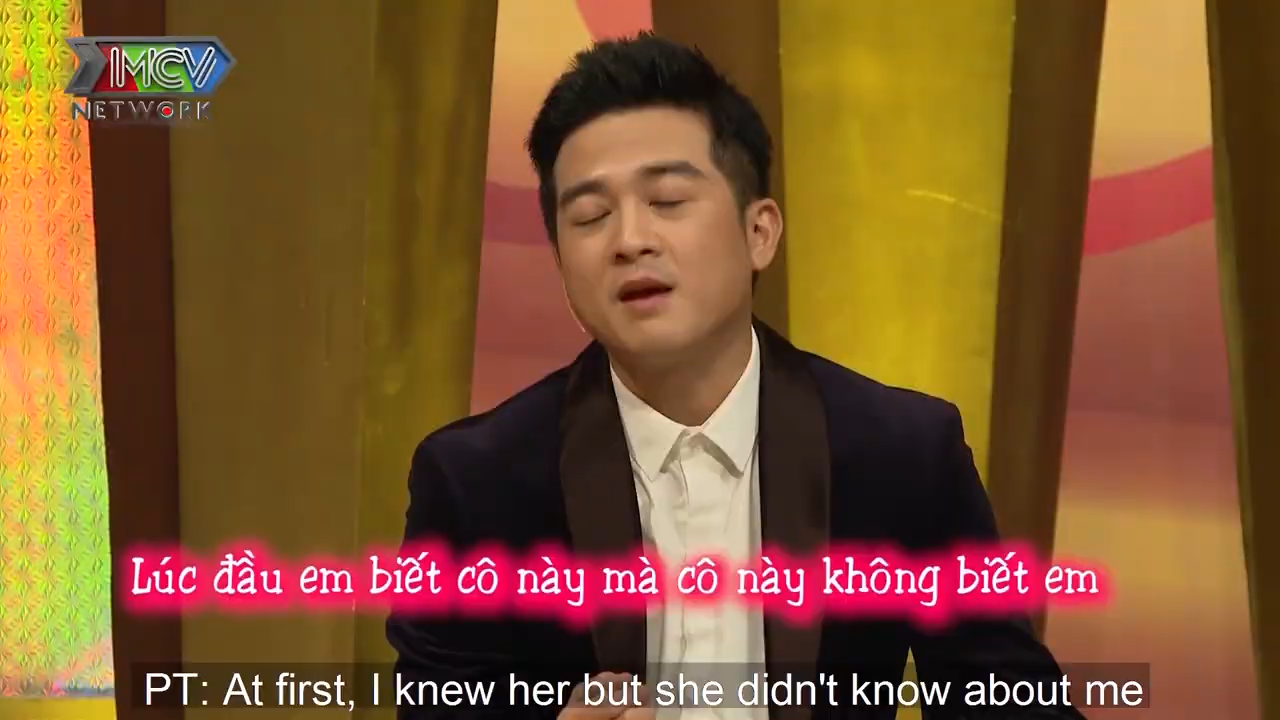 MCV
NETWORK
Lúc đầu em biết cô này mà cô này không biết em
PT: At first, I knew her but she didn't know about me